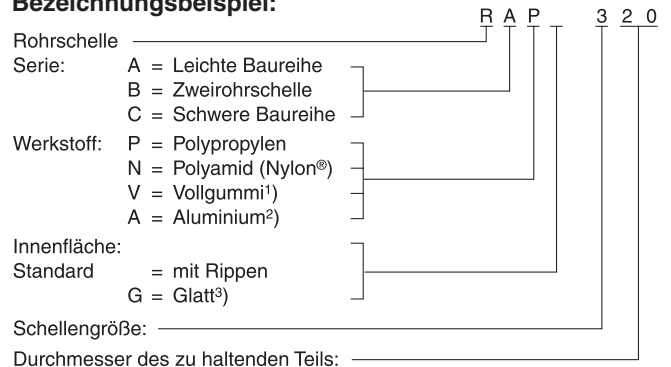 Bezeichnungsbeispiel:
R A P _ 3 2 0
Rohrschelle
Serie: A = Leichte Baureihe
B = Zweirohrschelle
C = Schwere Baureihe
Werkstoff: P = Polypropylen
N = Polyamid (Nylon®)
V = Vollgummi¹)
A = Aluminium²)
Innenfläche:
Standard = mit Rippen
G = Glatt³)
Schellengröße:
Durchmesser des zu haltenden Teils: